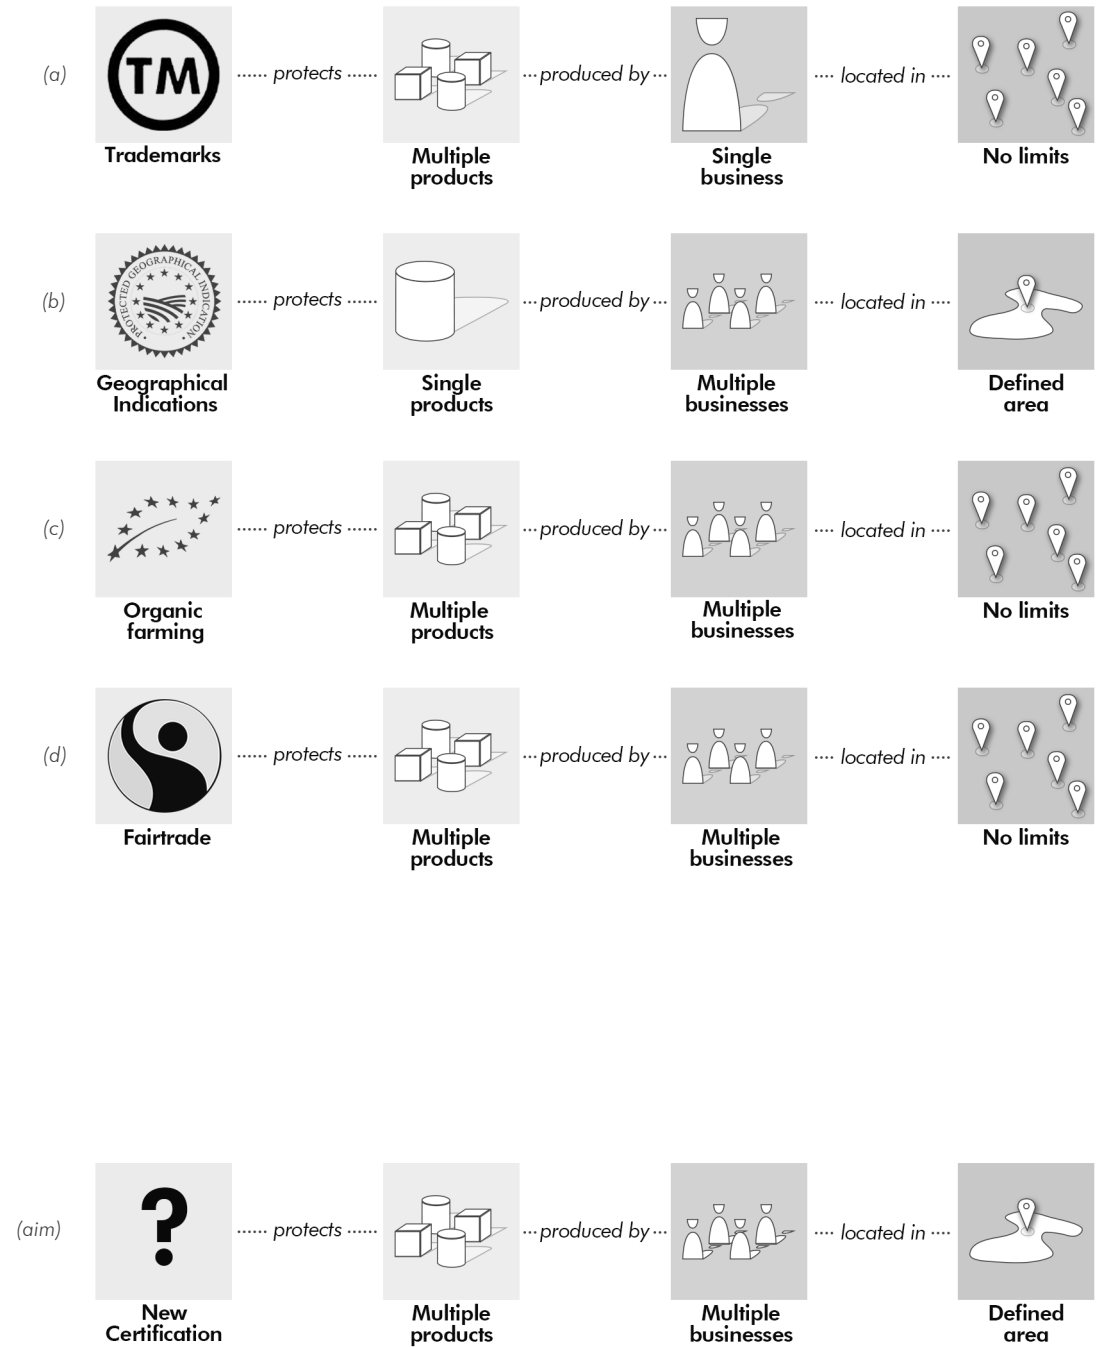 (a)
TM
protects
produced by
located in
Trademarks
Multiple
products
Single
business
No limits
(b)
PROTECTED GEOGRAPHICAL INDICATION
protects
produced by
located in
Geographical
Indications
Single
products
Multiple
businesses
Defined
area
(c)
protects
produced by
located in
Organic
farming
Multiple
products
Multiple
businesses
No limits
(d)
protects
produced by
located in
Fairtrade
Multiple
products
Multiple
businesses
No limits
(aim)
?
protects
produced by
located in
New
Certification
Multiple
products
Multiple
businesses
Defined
area